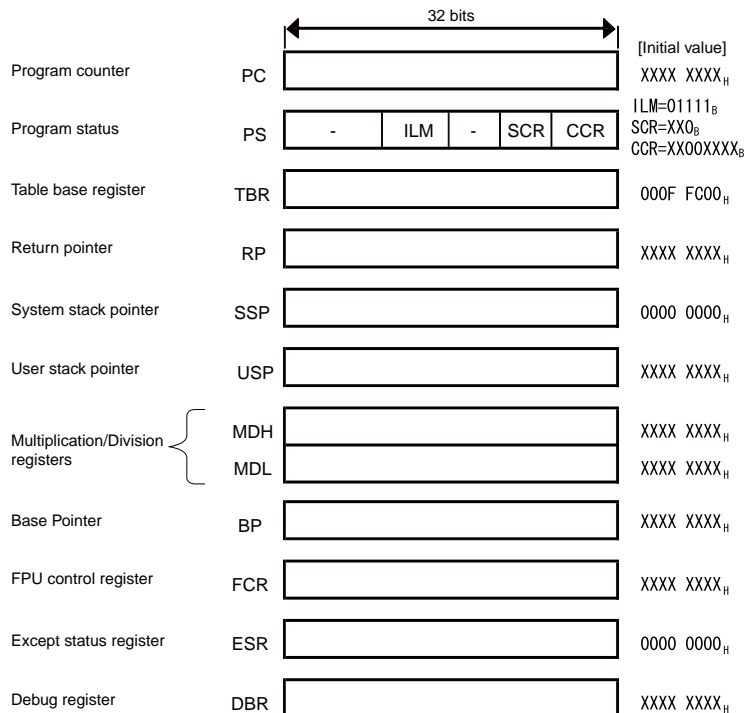 32 bits
[Initial value]
Program counter PC XXXX XXXXH
Program status PS - ILM - SCR CCR ILM=01111B
SCR=XX0B
CCR=XX00XXXXB
Table base register TBR 000F FC00H
Return pointer RP XXXX XXXXH
System stack pointer SSP 0000 0000H
User stack pointer USP XXXX XXXXH
Multiplication/Division
registers
MDH XXXX XXXXH
MDL XXXX XXXXH
Base Pointer BP XXXX XXXXH
FPU control register FCR XXXX XXXXH
Except status register ESR 0000 0000H
Debug register DBR XXXX XXXXH